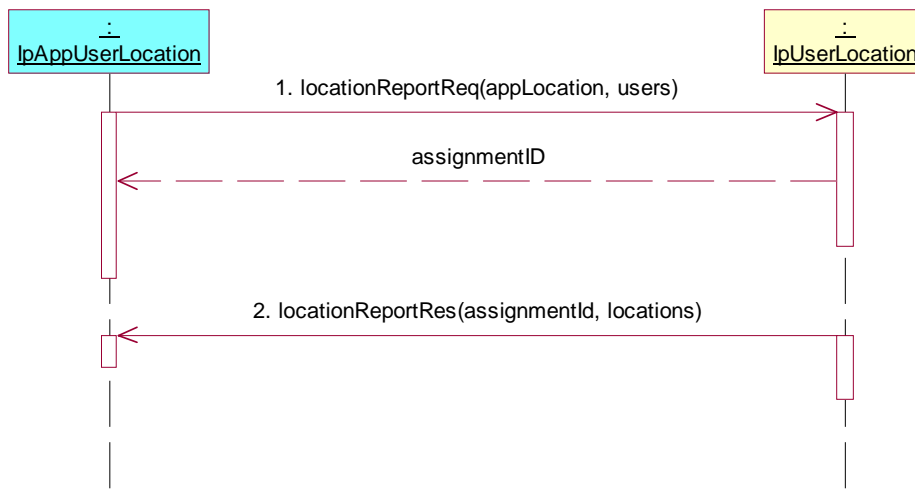 :
IpAppUserLocation
:
IpUserLocation
1. locationReportReq(appLocation, users)
assignmentID
2. locationReportRes(assignmentId, locations)